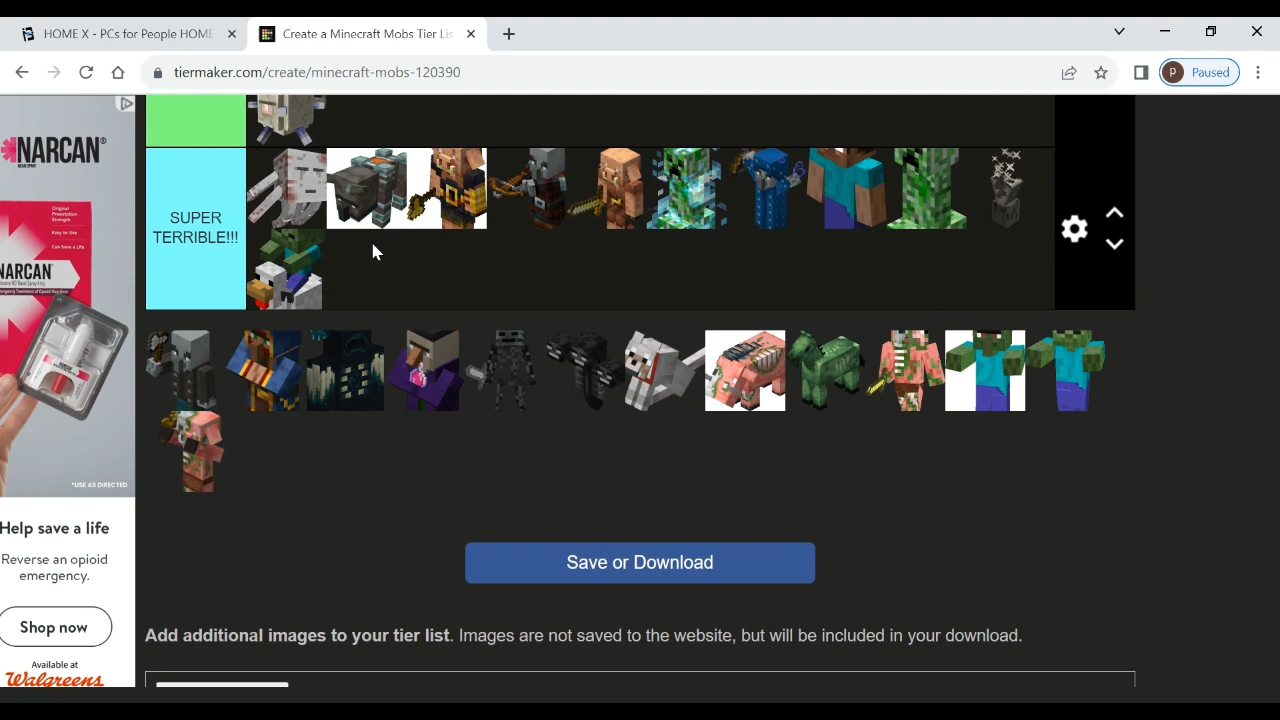 HOME X - PCs for People HOME
Create a Minecraft Mobs Tier Lis
tiermaker.com/create/minecraft-mobs-120390
P
Paused
NARCAN®
NARCAN
SUPER
TERRIBLE!!!
*USE AS DIRECTED
Help save a life
Reverse an opioid
emergency.
Shop now
Available at
Walgreens
Save or Download
Add additional images to your tier list. Images are not saved to the website, but will be included in your download.